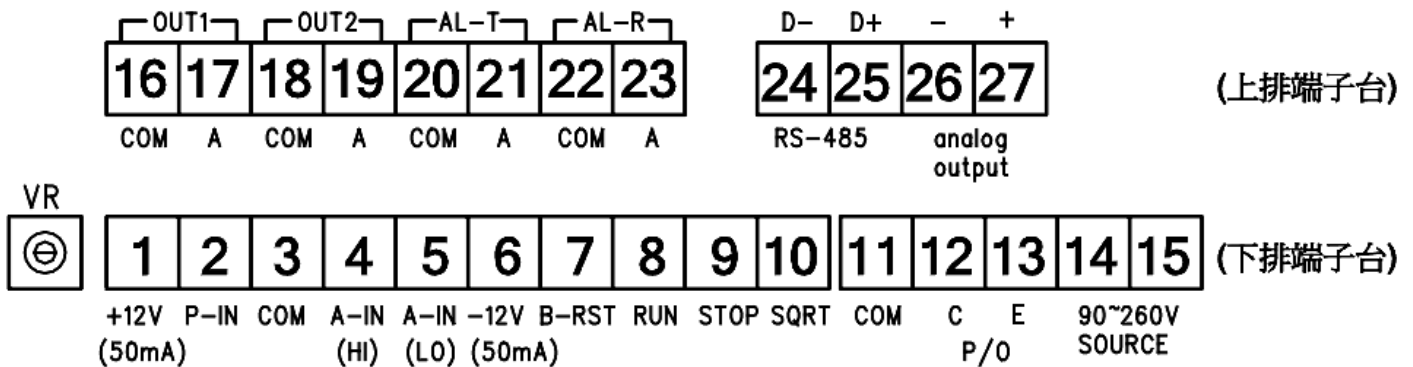 OUT1 OUT2 AL-T AL-R D- D+ - +
16 17 18 19 20 21 22 23 24 25 26 27 (上排端子台)
COM A COM A COM A COM A RS-485 analog
output
VR
1 2 3 4 5 6 7 8 9 10 11 12 13 14 15 (下排端子台)
+12V P-IN COM A-IN A-IN -12V B-RST RUN STOP SQRT COM C E 90~260V
(50mA) (HI) (LO) (50mA) P/O SOURCE